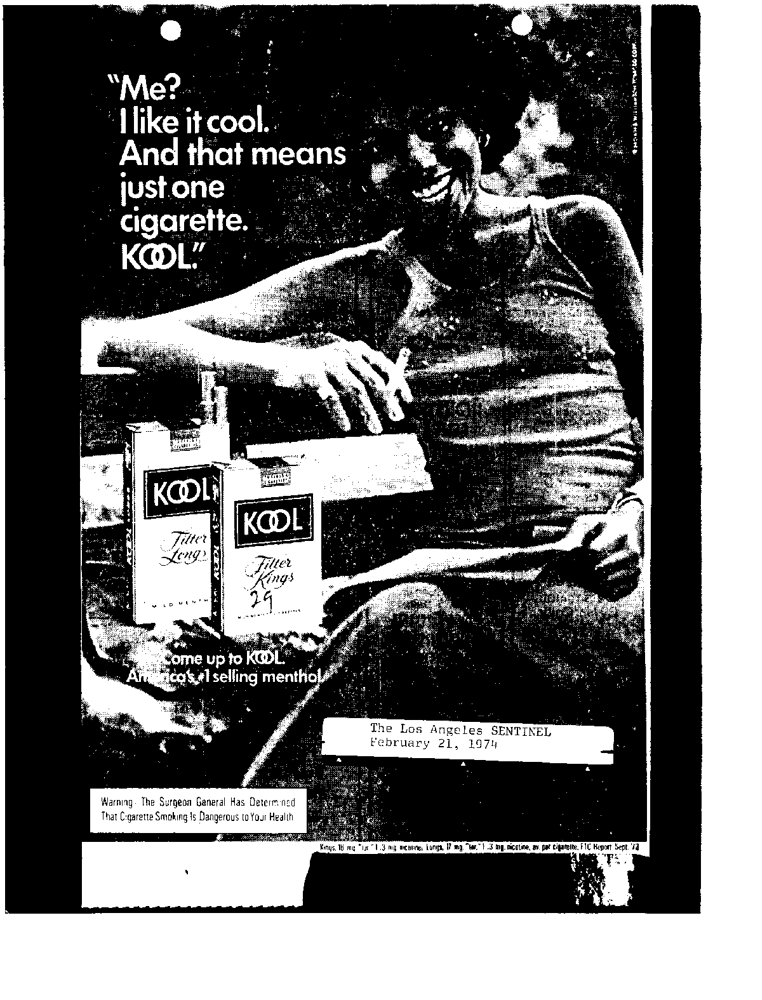 "Me?
I like it cool.
And that means
just one
cigarette.
KOOL."
KOOL
Filter
Longs
MILD MENTH
KOOL
Filter
Kings
29
Come up to KOOL.
America's #1 selling menthol.
The Los Angeles SENTINEL
February 21, 1974
Warning: The Surgeon General Has Determined
That Cigarette Smoking Is Dangerous to Your Health
Kings, 18 mg. "tar," 1.3 mg. nicotine; Longs, 17 mg. "tar," 1.3 mg. nicotine, av. per cigarette, FTC Report Sept. '73